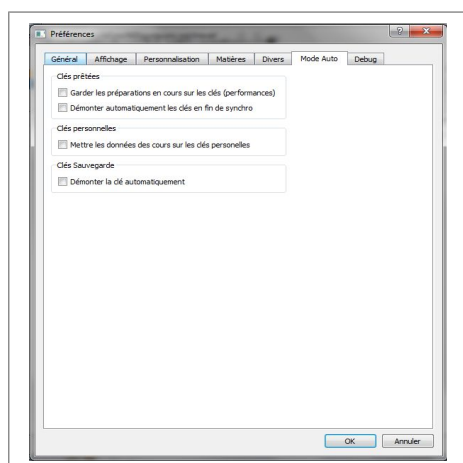 Préférences
Général Affichage Personnalisation Matières Divers Mode Auto Debug
Clés prêtées
Garder les préparations en cours sur les clés (performances)
Démonter automatiquement les clés en fin de synchro
Clés personnelles
Mettre les données des cours sur les clés personelles
Clés Sauvegarde
Démonter la clé automatiquement
OK Annuler